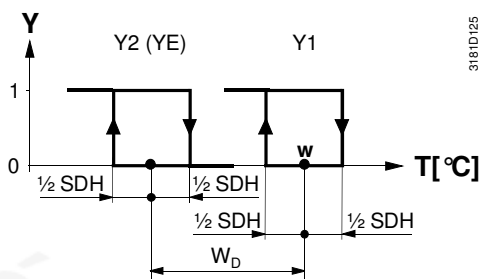 Y
Y2 (YE)
Y1
3181D125
1
0
w
T[°C]
½ SDH
½ SDH
½ SDH
½ SDH
W_D